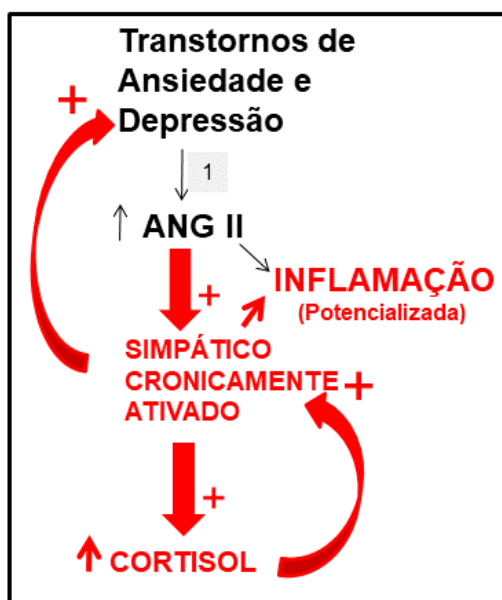 Transtornos de
Ansiedade e
+
Depressão
1
↑ ANG II
+
INFLAMAÇÃO
(Potencializada)
SIMPÁTICO
CRONICAMENTE +
ATIVADO
+
↑ CORTISOL